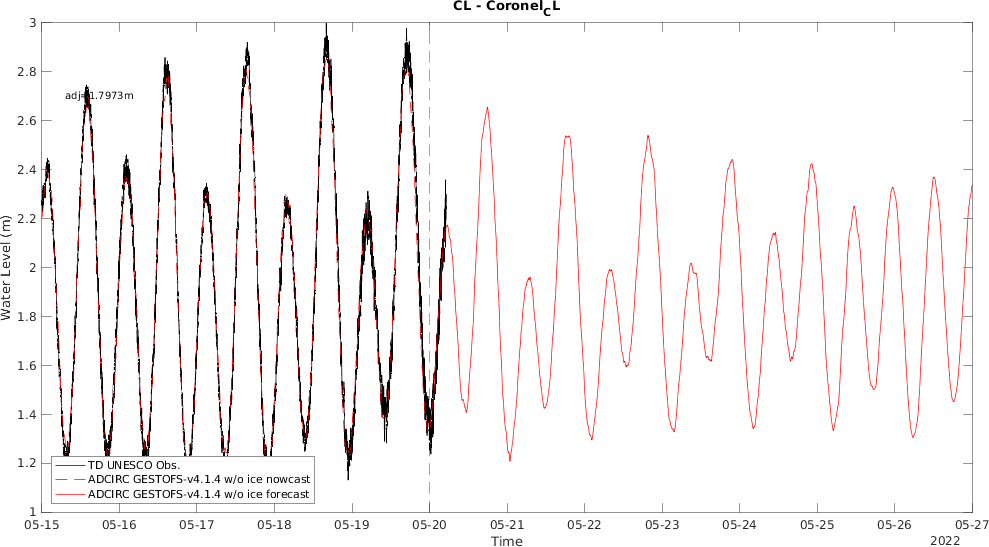 CL - Coronel_CL
3
2.8
2.6
2.4
2.2
2
1.8
1.6
1.4
1.2
1
Water Level (m)
adj=1.7973m
TD UNESCO Obs.
ADCIRC GESTOFS-v4.1.4 w/o ice nowcast
ADCIRC GESTOFS-v4.1.4 w/o ice forecast
05-15 05-16 05-17 05-18 05-19 05-20 05-21 05-22 05-23 05-24 05-25 05-26 05-27
Time
2022